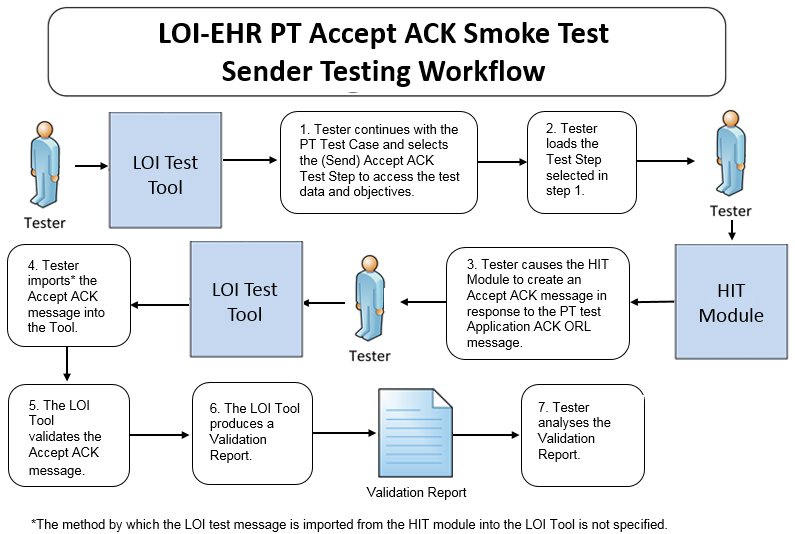 LOI-EHR PT Accept ACK Smoke Test
Sender Testing Workflow
Tester
LOI Test
Tool
1. Tester continues with the
PT Test Case and selects
the (Send) Accept ACK
Test Step to access the test
data and objectives.
2. Tester
loads the
Test Step
selected in
step 1.
Tester
HIT
Module
3. Tester causes the HIT
Module to create an
Accept ACK message in
response to the PT test
Application ACK ORL
message.
Tester
LOI Test
Tool
4. Tester
imports* the
Accept ACK
message into
the Tool.
5. The LOI
Tool
validates the
Accept ACK
message.
6. The LOI Tool
produces a
Validation
Report.
Validation Report
7. Tester
analyses the
Validation
Report.
*The method by which the LOI test message is imported from the HIT module into the LOI Tool is not specified.